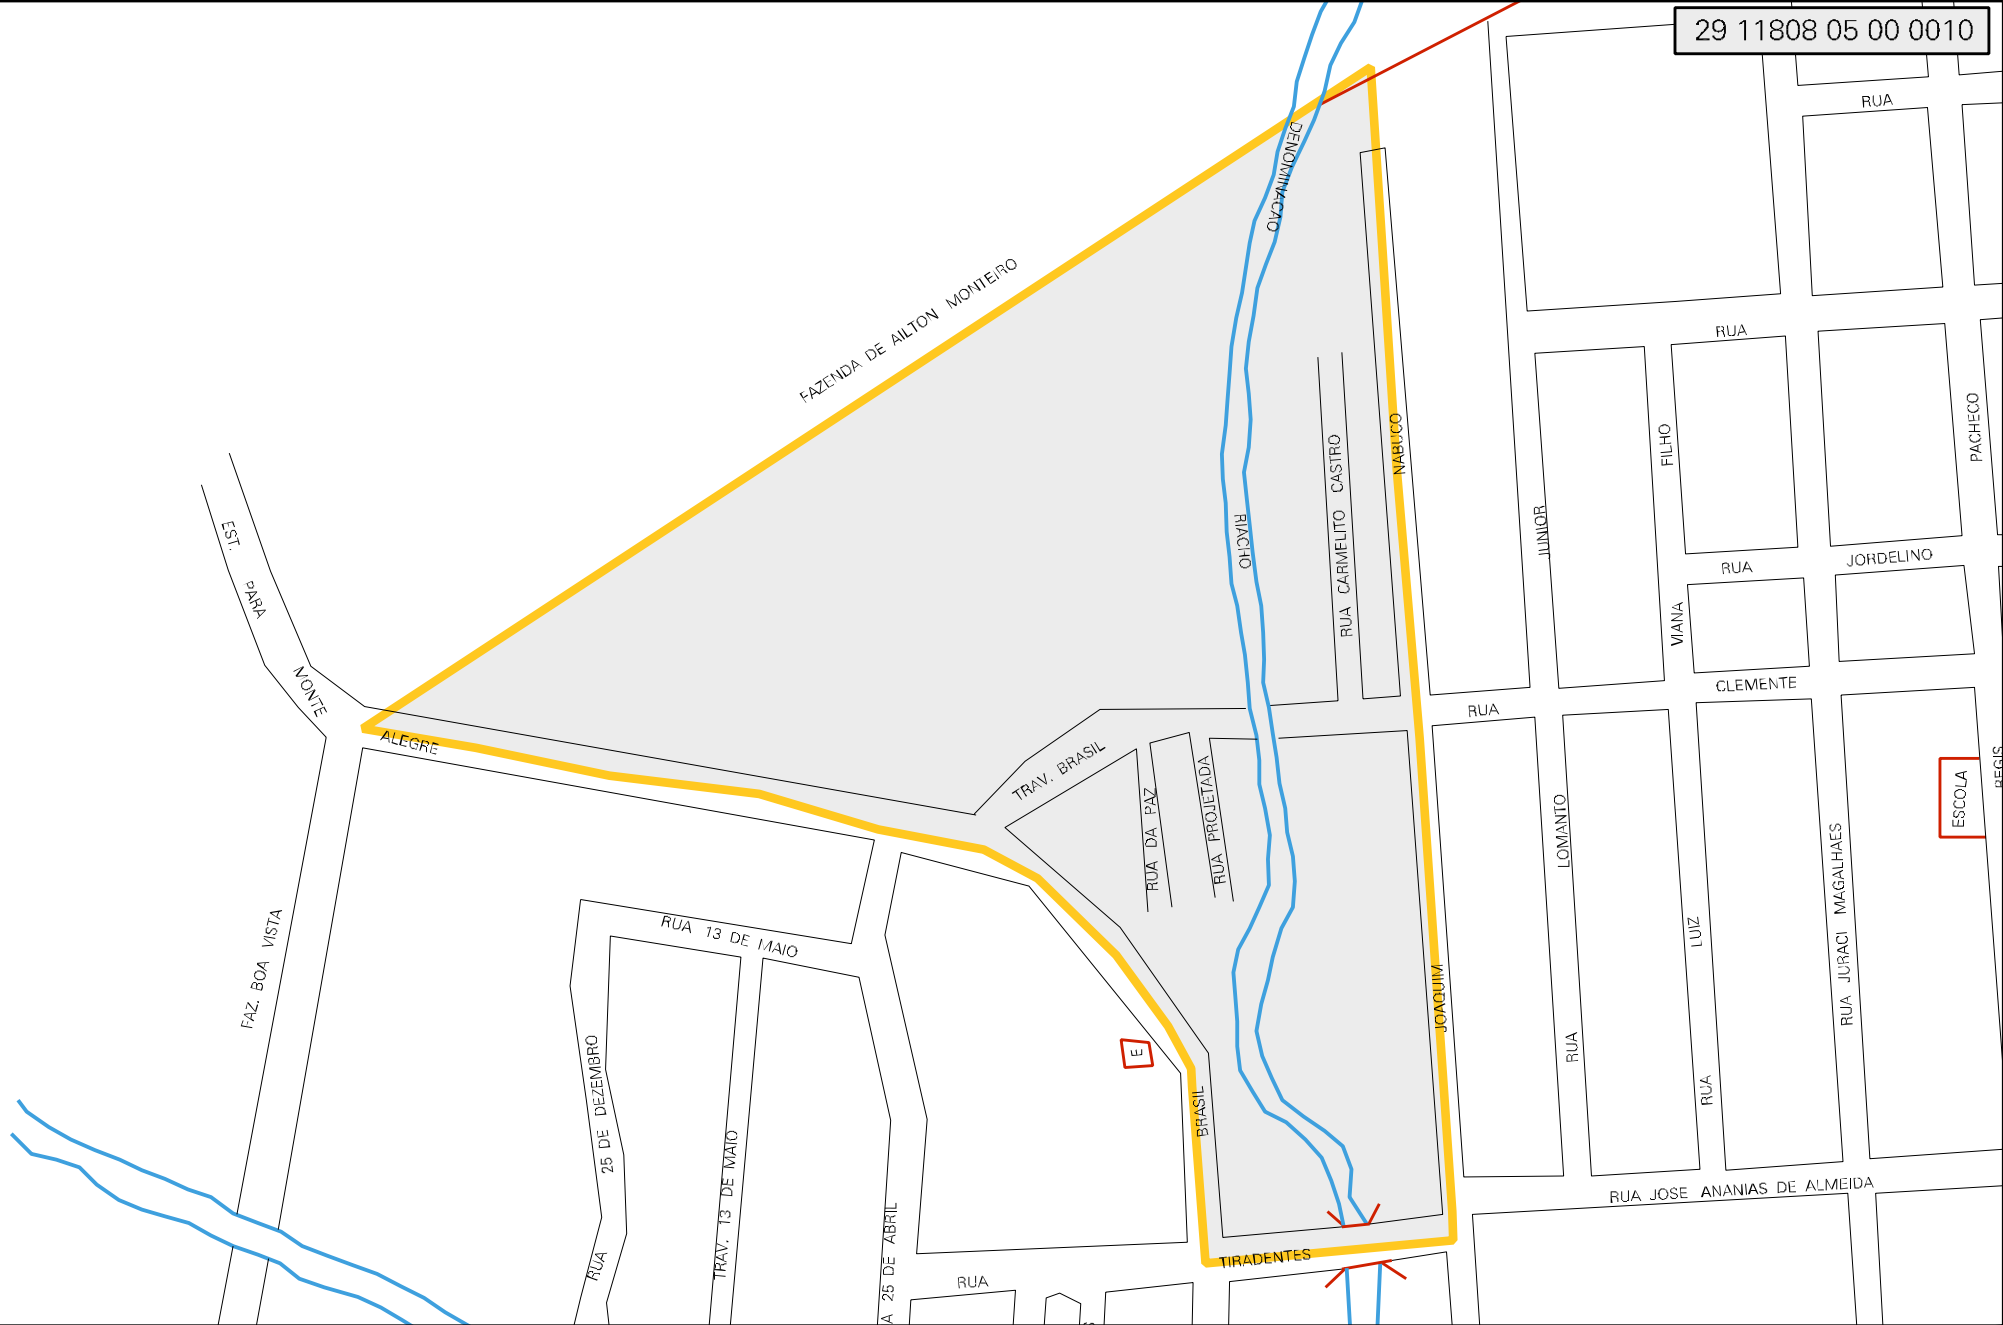 29 11808 05 00 0010
RUA
DENOMINACAO
FAZENDA DE AILTON MONTEIRO
RUA
NABUCO
FILHO
PACHECO
RUA CARMELITO CASTRO
EST. PARA
RIACHO
JUNIOR
RUA
JORDELINO
VIANA
MONTE
CLEMENTE
RUA
ALEGRE
TRAV. BRASIL
RUA DA PAZ
RUA PROJETADA
LOMANTO
ESCOLA
REGIS
RUA JURACI MAGALHAES
RUA 13 DE MAIO
LUIZ
FAZ. BOA VISTA
JOAQUIM
E
RUA
25 DE DEZEMBRO
RUA
BRASIL
TRAV. 13 DE MAIO
RUA JOSE ANANIAS DE ALMEIDA
A 25 DE ABRIL
TIRADENTES
RUA
RUA